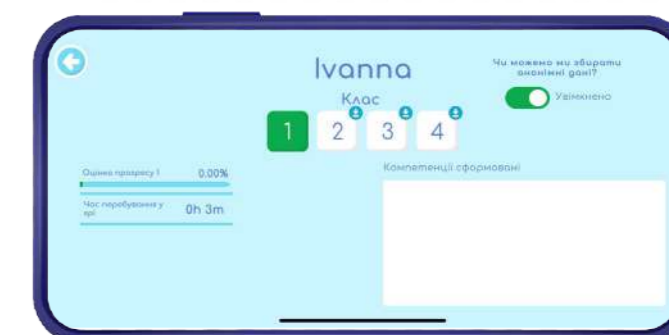 Ivanna
Чи можемо ми збирати
анонімні дані?
Увімкнено
Клас
1 2 3 4
Оцінка прогресу 1 0.00%
Час перебування у
грі 0h 3m
Компетенції сформовані